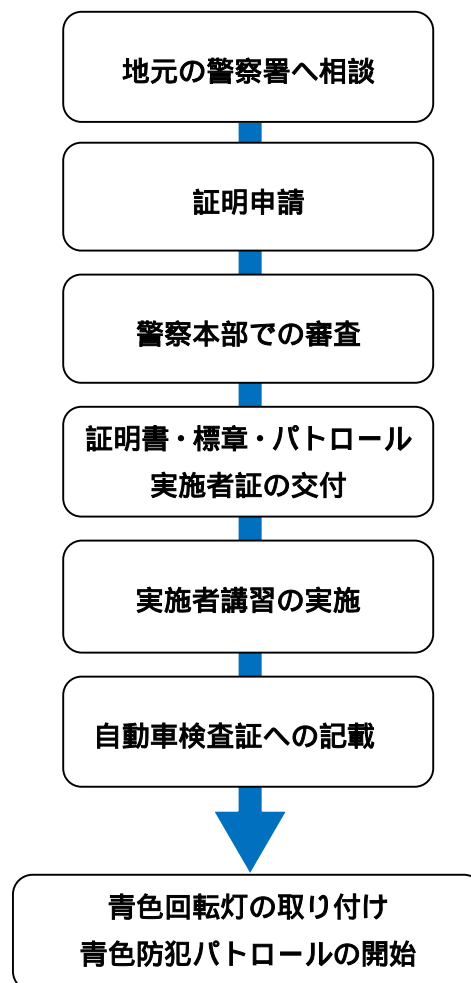 地元の警察署へ相談
証明申請
警察本部での審査
証明書・標章・パトロール
実施者証の交付
実施者講習の実施
自動車検査証への記載
青色回転灯の取り付け
青色防犯パトロールの開始